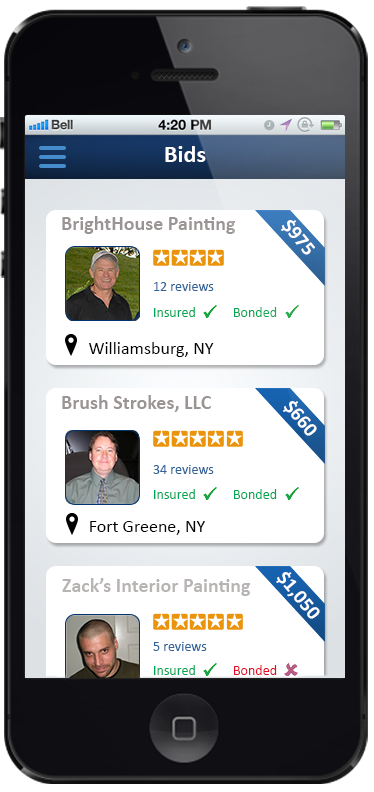 Bell 4:20 PM
Bids
BrightHouse Painting
$975
12 reviews
Insured Bonded
Williamsburg, NY
Brush Strokes, LLC
$660
34 reviews
Insured Bonded
Fort Greene, NY
Zack's Interior Painting
$1,050
5 reviews
Insured Bonded